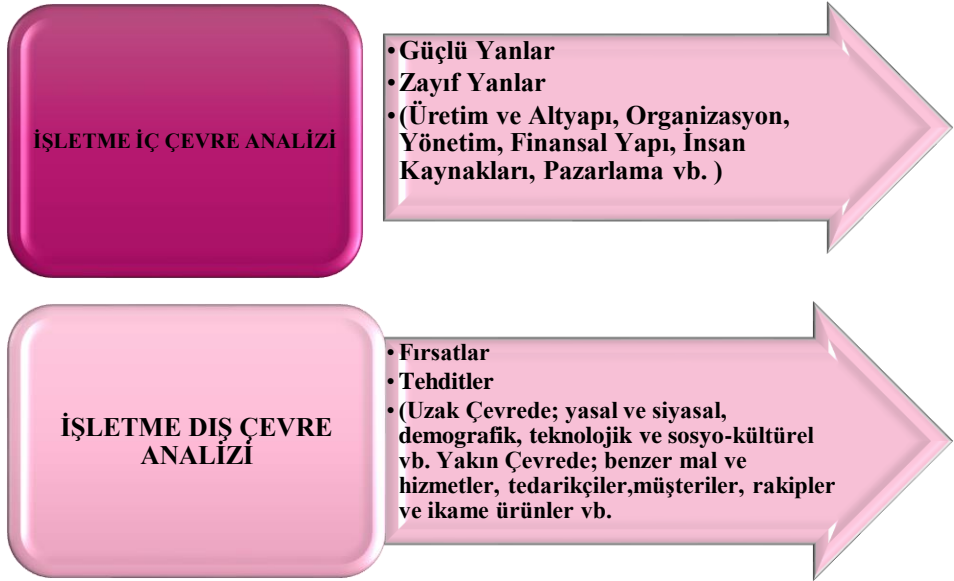 İŞLETME İÇ ÇEVRE ANALİZİ
•Güçlü Yanlar
•Zayıf Yanlar
•(Üretim ve Altyapı, Organizasyon,
Yönetim, Finansal Yapı, İnsan
Kaynakları, Pazarlama vb. )
İŞLETME DIŞ ÇEVRE
ANALİZİ
•Fırsatlar
•Tehditler
•(Uzak Çevrede; yasal ve siyasal,
demografik, teknolojik ve sosyo-kültürel
vb. Yakın Çevrede; benzer mal ve
hizmetler, tedarikçiler,müşteriler, rakipler
ve ikame ürünler vb.